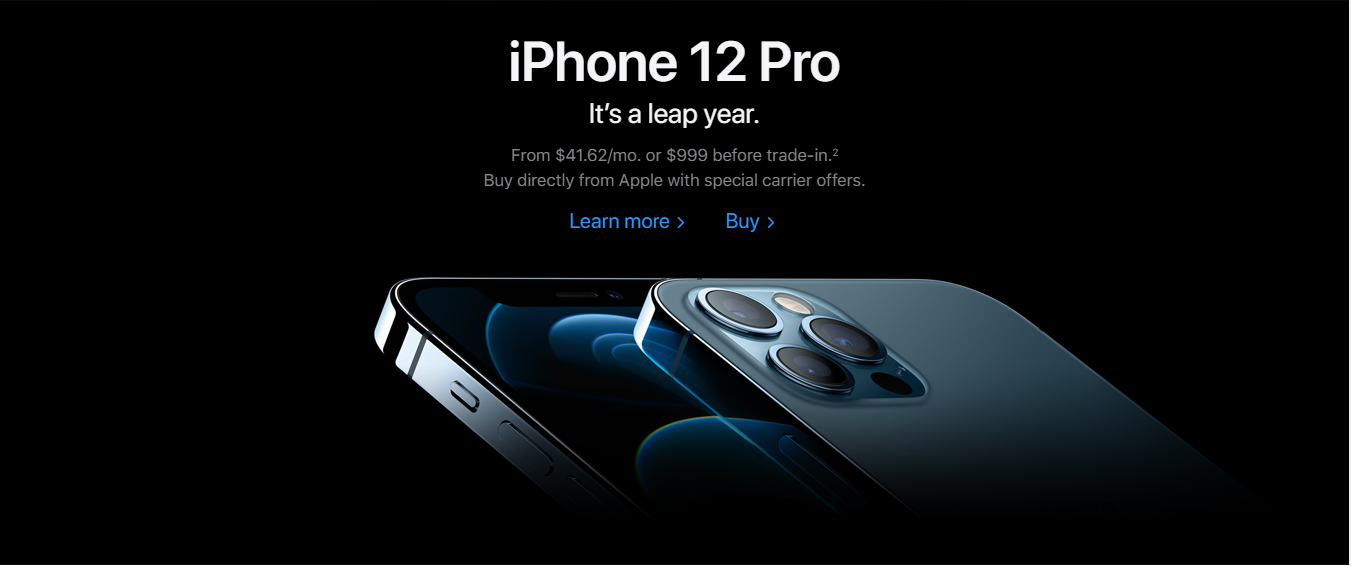 iPhone 12 Pro
It’s a leap year.
From $41.62/mo. or $999 before trade-in.²
Buy directly from Apple with special carrier offers.
Learn more > Buy >